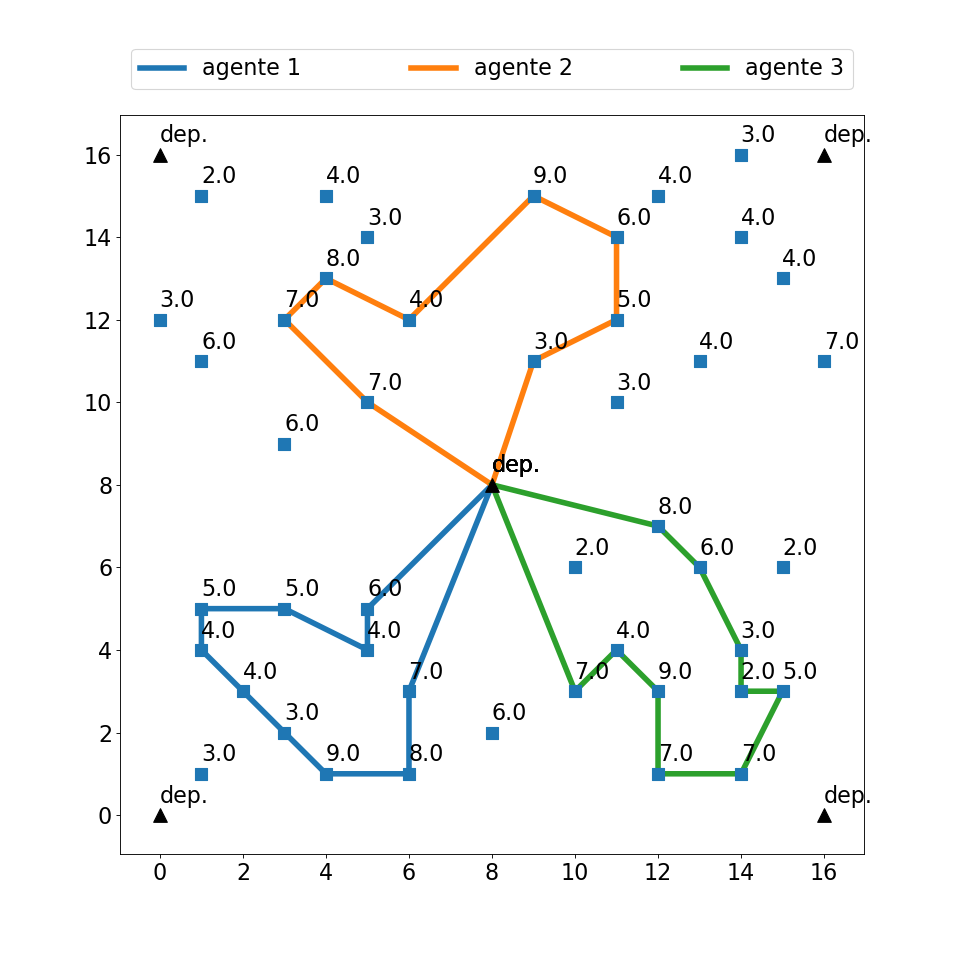 agente 1 agente 2 agente 3
dep. 3.0 dep.
16
2.0 4.0 9.0 4.0
3.0 6.0 4.0
14
8.0 4.0
3.0 7.0 4.0 5.0
12
6.0 3.0 4.0 7.0
7.0 3.0
10
6.0
dep.
8
8.0
2.0 6.0 2.0
6
5.0 5.0 6.0
4.0 4.0 4.0 3.0
4
4.0 7.0 7.0 2.0 5.0
9.0
3.0 6.0
2
3.0 9.0 8.0 7.0 7.0
dep. dep.
0
0 2 4 6 8 10 12 14 16